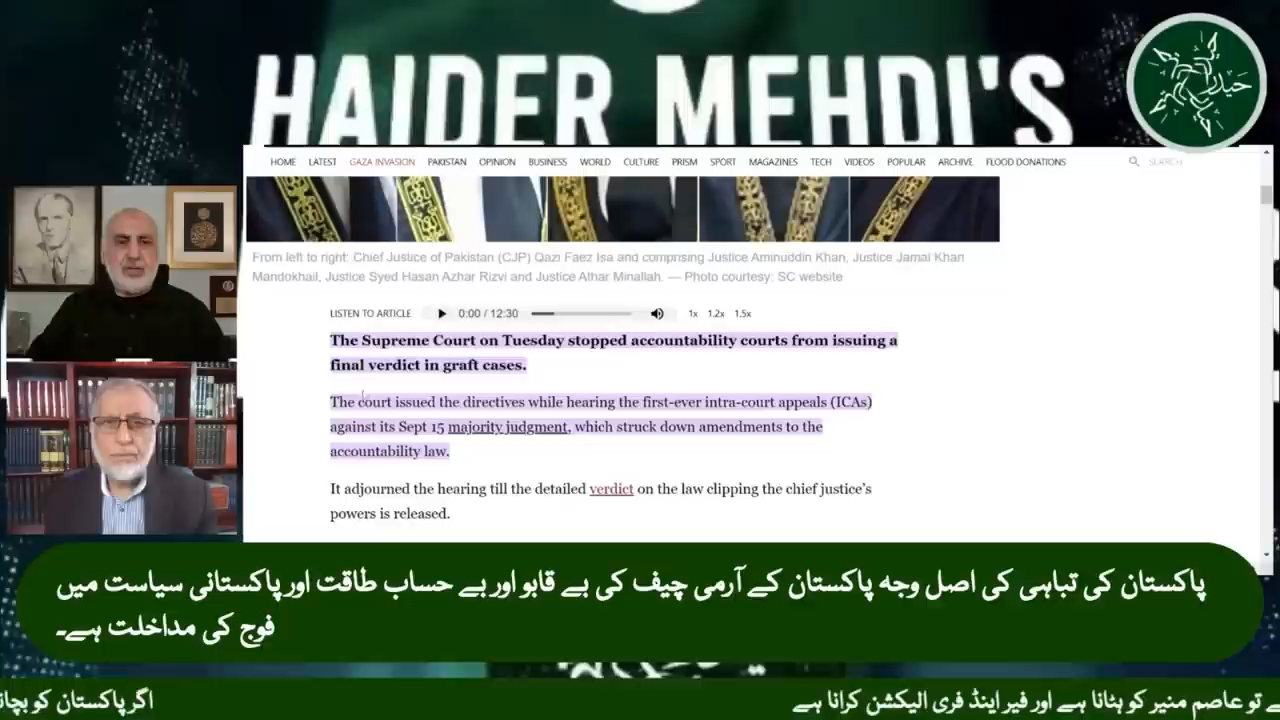 HAIDER MEHDI'S
حیدر
HOME LATEST GAZA INVASION PAKISTAN OPINION BUSINESS WORLD CULTURE PRISM SPORT MAGAZINES TECH VIDEOS POPULAR ARCHIVE FLOOD DONATIONS SEARCH
From left to right: Chief Justice of Pakistan (CJP) Qazi Faez Isa and comprising Justice Aminuddin Khan, Justice Jamal Khan
Mandokhail, Justice Syed Hasan Azhar Rizvi and Justice Athar Minallah. — Photo courtesy: SC website
LISTEN TO ARTICLE 0:00 / 12:30 1x 1.2x 1.5x
The Supreme Court on Tuesday stopped accountability courts from issuing a
final verdict in graft cases.
The court issued the directives while hearing the first-ever intra-court appeals (ICAs)
against its Sept 15 majority judgment, which struck down amendments to the
accountability law.
It adjourned the hearing till the detailed verdict on the law clipping the chief justice's
powers is released.
پاکستان کی تباہی کی اصل وجہ پاکستان کے آرمی چیف کی بے قابو اور بے حساب طاقت اور پاکستانی سیاست میں
فوج کی مداخلت ہے۔
ہے تو عاصم منیر کو ہٹانا ہے اور فیر اینڈ فری الیکشن کرانا ہے
اگر پاکستان کو